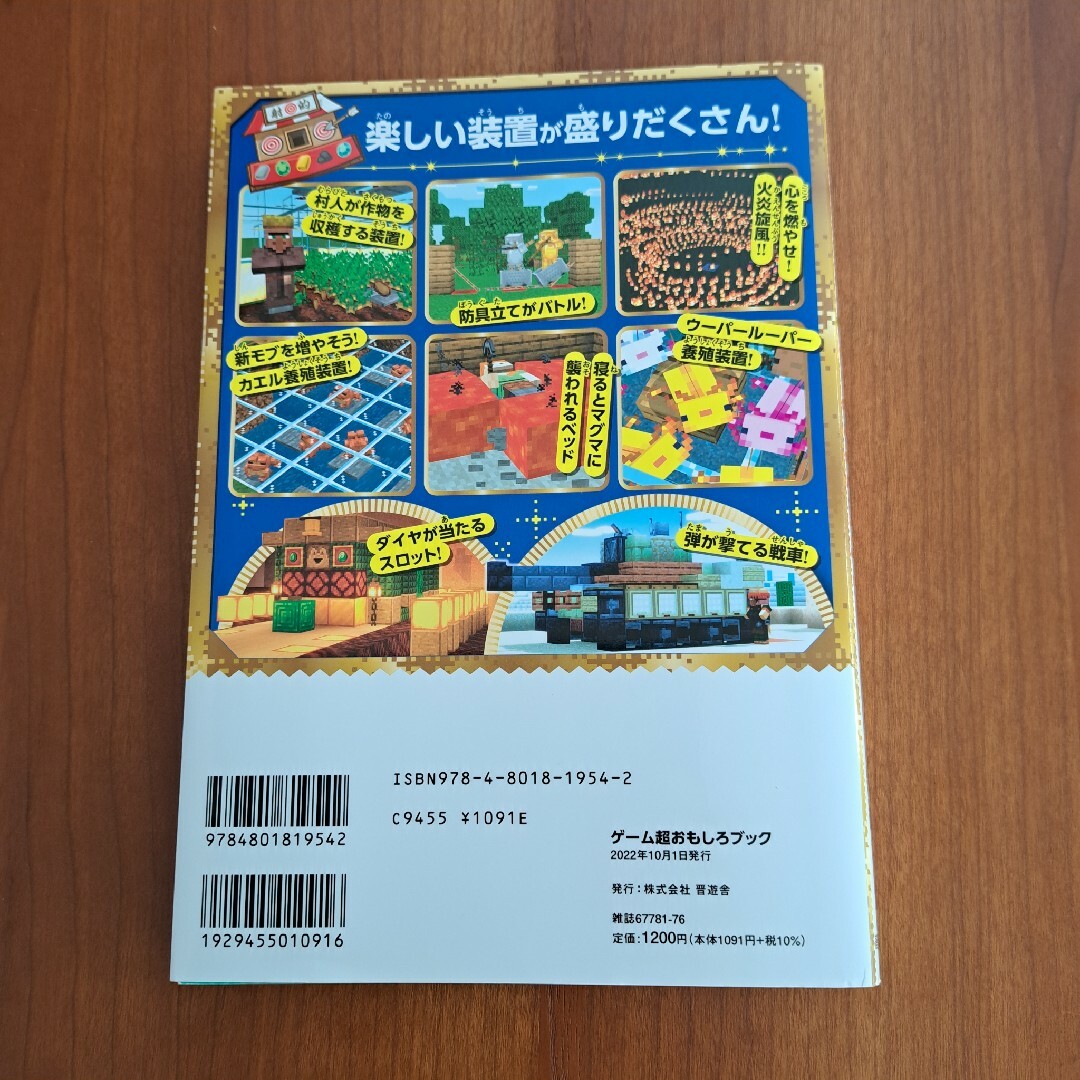 射的
楽しい装置が盛りだくさん!
村人が作物を
収穫する装置!
防具立てがバトル!
心を燃やせ!
火炎旋風!!
新モブを増やそう!
カエル養殖装置!
寝るとマグマに
襲われるベッド
ウーパールーパー
養殖装置!
ダイヤが当たる
スロット!
弾が撃てる戦車!
ISBN978-4-8018-1954-2
C9455 ¥1091E
9784801819542
1929455010916
ゲーム超おもしろブック
2022年10月1日発行
発行:株式会社 晋遊舎
雑誌67781-76
定価:1200円(本体1091円+税10%)